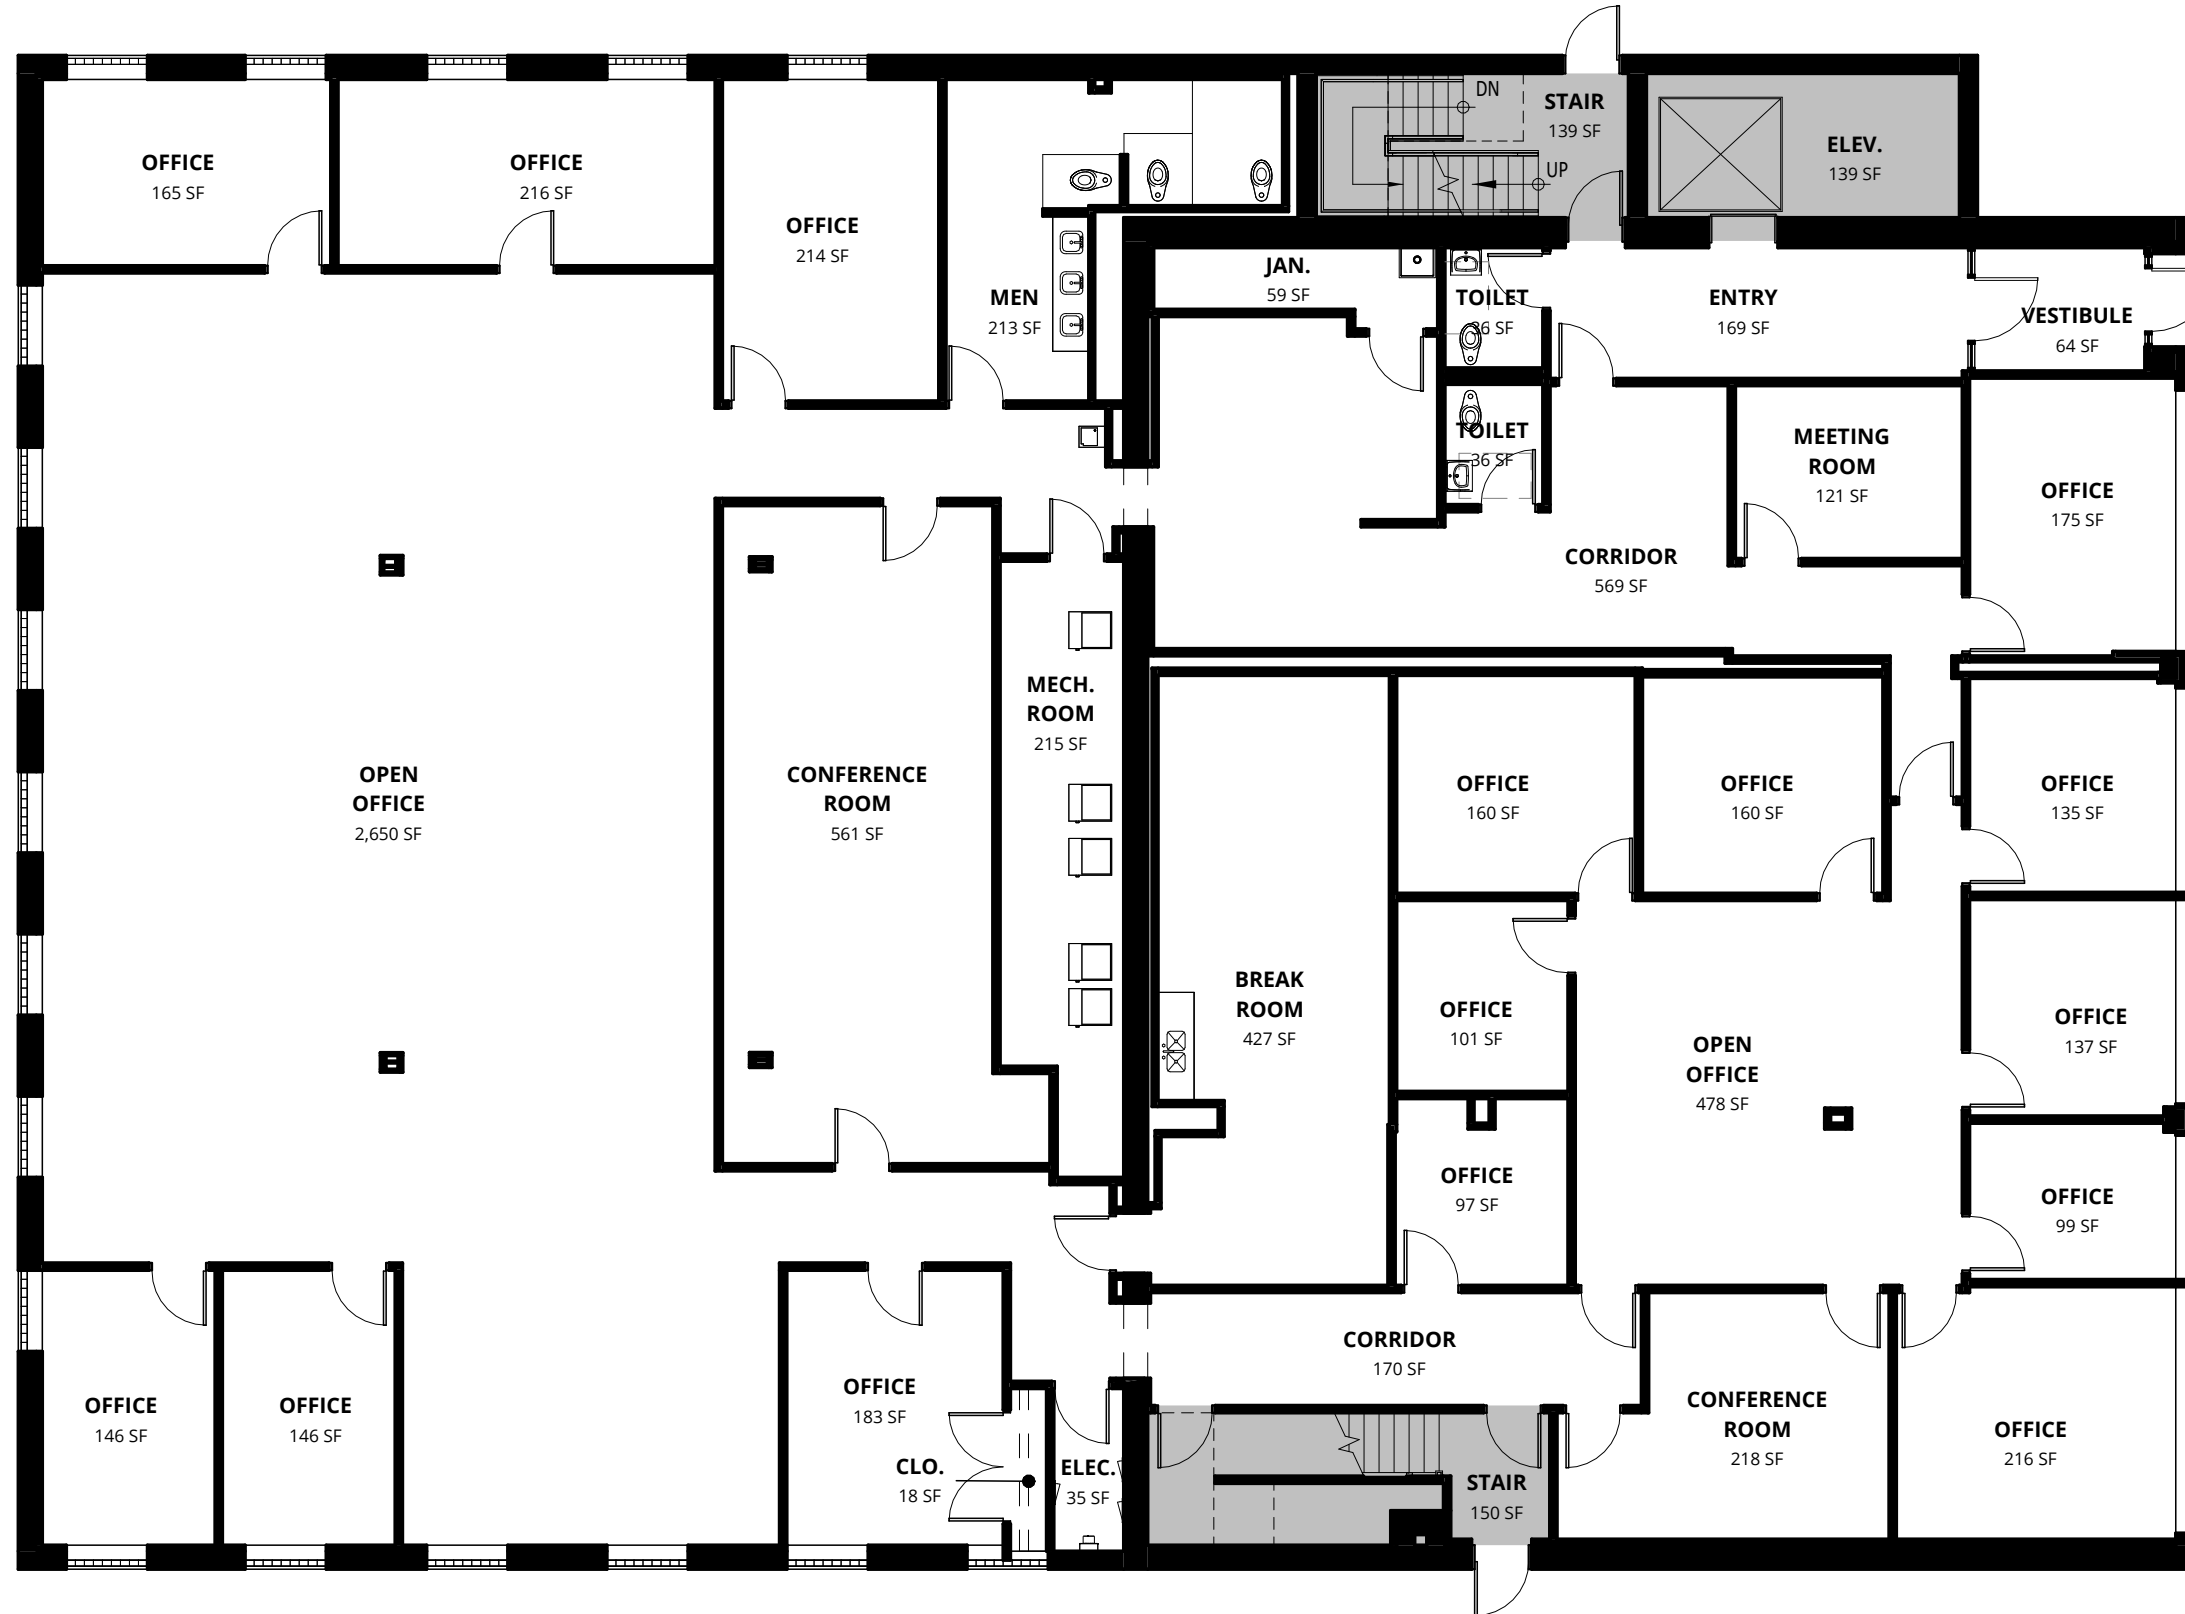 DN
STAIR
139 SF
UP
ELEV.
139 SF
OFFICE
165 SF
OFFICE
216 SF
OFFICE
214 SF
MEN
213 SF
JAN.
59 SF
TOILET
36 SF
ENTRY
169 SF
VESTIBULE
64 SF
TOILET
36 SF
MEETING
ROOM
121 SF
OFFICE
175 SF
CORRIDOR
569 SF
MECH.
ROOM
215 SF
OPEN
OFFICE
2,650 SF
CONFERENCE
ROOM
561 SF
OFFICE
160 SF
OFFICE
160 SF
OFFICE
135 SF
BREAK
ROOM
427 SF
OFFICE
101 SF
OPEN
OFFICE
478 SF
OFFICE
137 SF
OFFICE
97 SF
OFFICE
99 SF
CORRIDOR
170 SF
OFFICE
146 SF
OFFICE
146 SF
OFFICE
183 SF
CLO.
18 SF
ELEC.
35 SF
STAIR
150 SF
CONFERENCE
ROOM
218 SF
OFFICE
216 SF